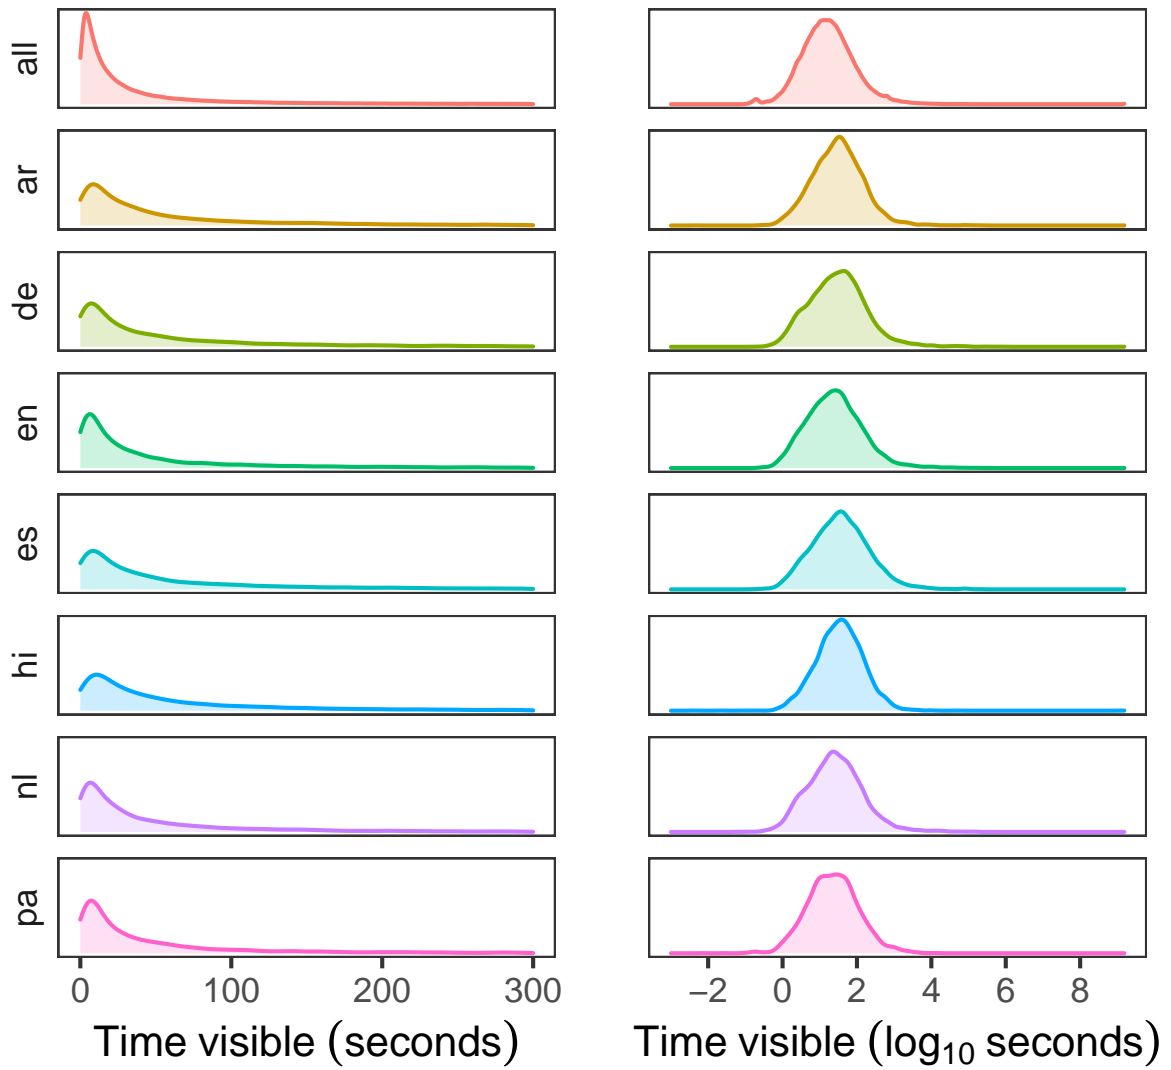 all
ar
de
en
es
hi
nl
pa
0 100 200 300
−2 0 2 4 6 8
Time visible (seconds)
Time visible (log₁₀ seconds)